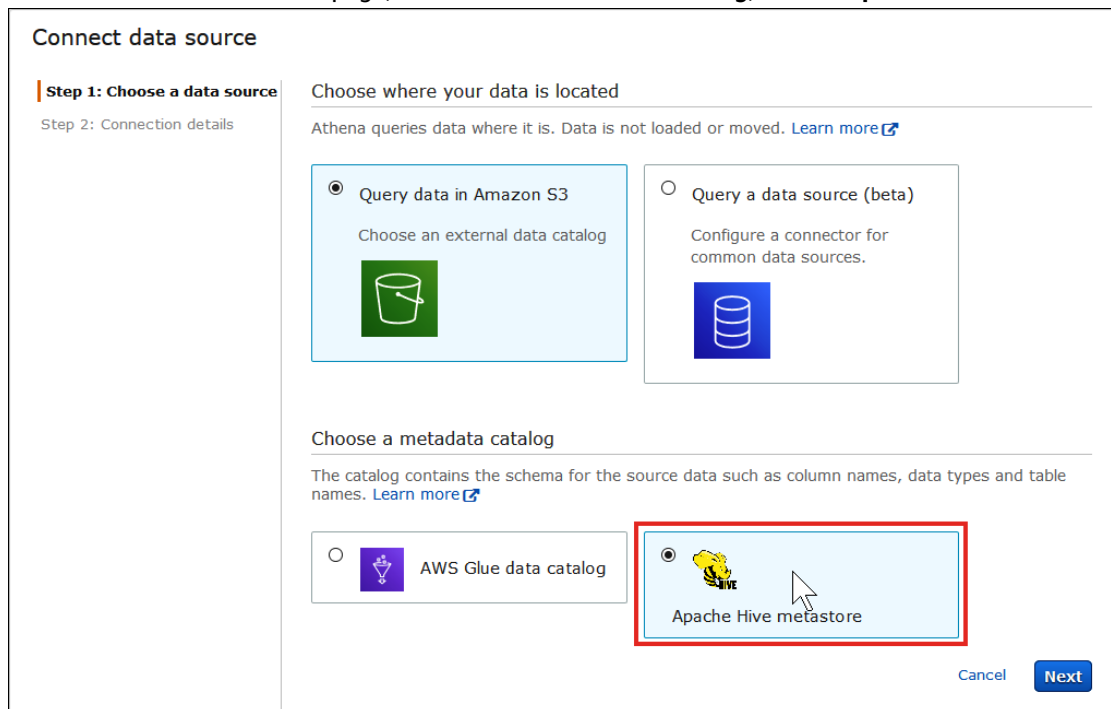 Connect data source
Step 1: Choose a data source
Step 2: Connection details
Choose where your data is located
Athena queries data where it is. Data is not loaded or moved. Learn more
Query data in Amazon S3
Choose an external data catalog
Query a data source (beta)
Configure a connector for
common data sources.
Choose a metadata catalog
The catalog contains the schema for the source data such as column names, data types and table
names. Learn more
AWS Glue data catalog
HIVE
Apache Hive metastore
Cancel
Next